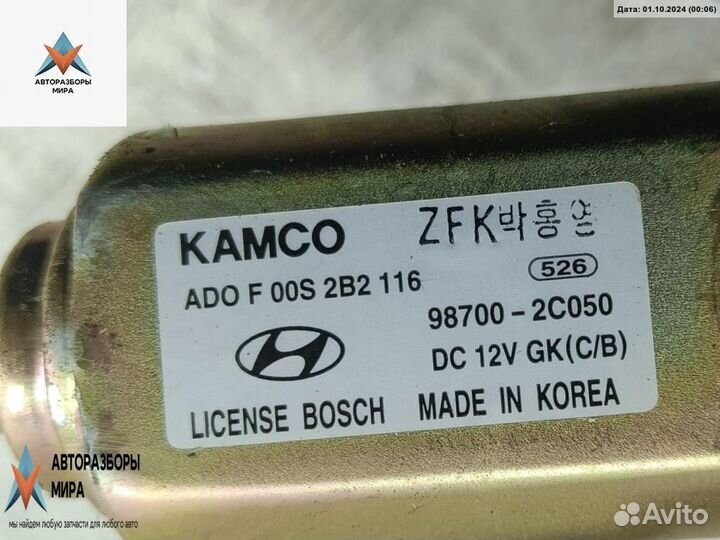 Дата: 01.10.2024 (00:06)
АВТОРАЗБОРЫ
МИРА
KAMCO ZFK박홍영
ADO F 00S 2B2 116 526
98700-2C050
DC 12V GK(C/B)
LICENSE BOSCH MADE IN KOREA
АВТОРАЗБОРЫ
МИРА
мы найдем любую запчасти для любого авто
Avito